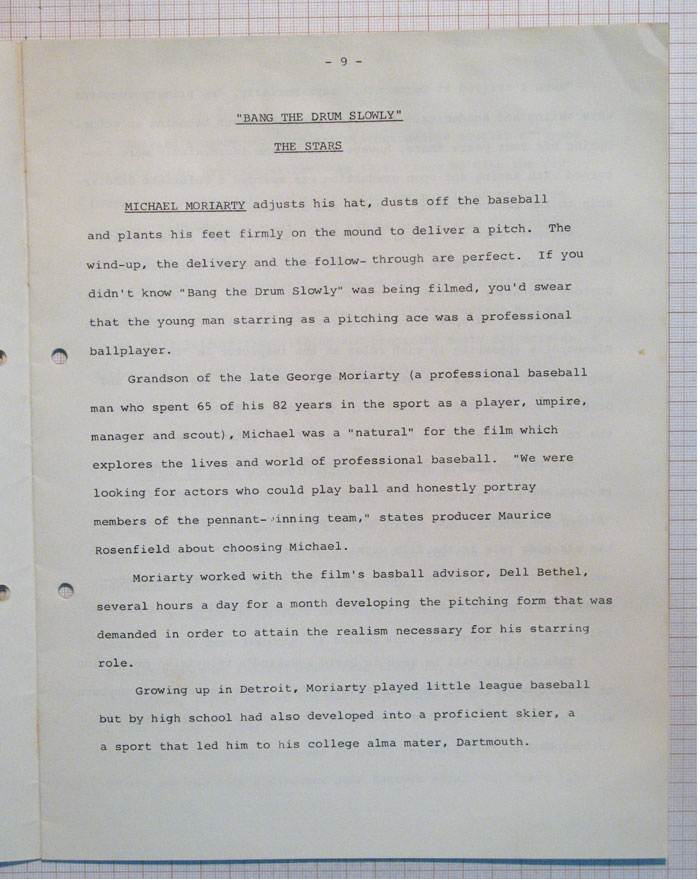 - 9 -
"BANG THE DRUM SLOWLY"
THE STARS
MICHAEL MORIARTY adjusts his hat, dusts off the baseball
and plants his feet firmly on the mound to deliver a pitch. The
wind-up, the delivery and the follow- through are perfect. If you
didn't know "Bang the Drum Slowly" was being filmed, you'd swear
that the young man starring as a pitching ace was a professional
ballplayer.
Grandson of the late George Moriarty (a professional baseball
man who spent 65 of his 82 years in the sport as a player, umpire,
manager and scout), Michael was a "natural" for the film which
explores the lives and world of professional baseball. "We were
looking for actors who could play ball and honestly portray
members of the pennant- inning team," states producer Maurice
Rosenfield about choosing Michael.
Moriarty worked with the film's basball advisor, Dell Bethel,
several hours a day for a month developing the pitching form that was
demanded in order to attain the realism necessary for his starring
role.
Growing up in Detroit, Moriarty played little league baseball
but by high school had also developed into a proficient skier, a
a sport that led him to his college alma mater, Dartmouth.